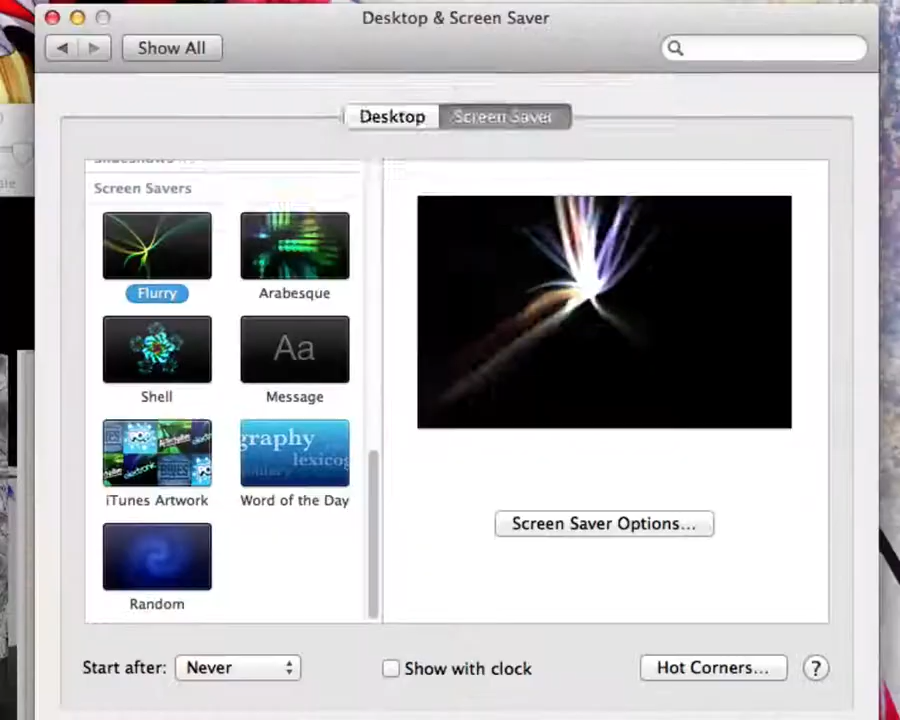 Desktop & Screen Saver
Show All
Desktop
Screen Saver
Slideshows
Screen Savers
Flurry
Arabesque
Aa
Shell
Message
graphy
lexicog
iTunes Artwork
Word of the Day
Random
Screen Saver Options...
Start after:
Never
Show with clock
Hot Corners...
?